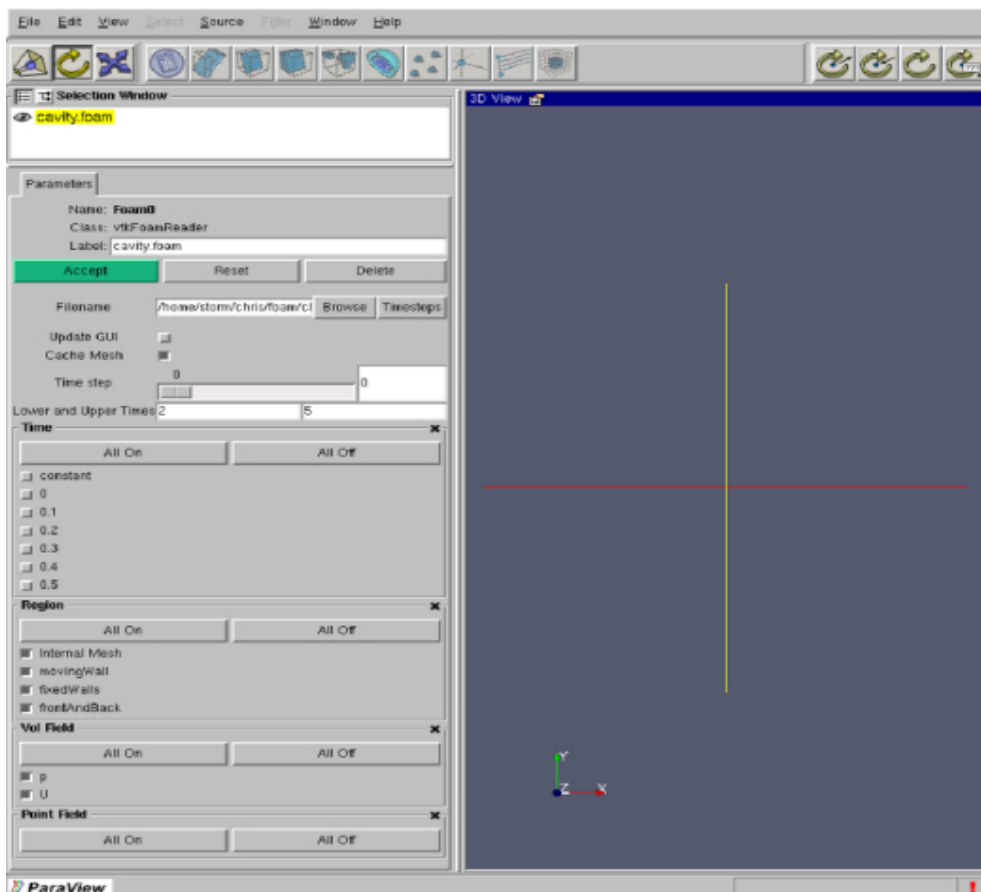 File Edit View Select Source Filter Window Help
Selection Window
cavity.foam
3D View
Parameters
Name: Foam0
Class: vtkFoamReader
Label: cavity.foam
Accept Reset Delete
Filename /home/storm/chris/foam/cl Browse Timesteps
Update GUI
Cache Mesh
Time step 0 0
Lower and Upper Times 2 5
Time
All On All Off
constant
0
0.1
0.2
0.3
0.4
0.5
Region
All On All Off
Internal Mesh
movingWall
fixedWalls
frontAndBack
Vol Field
All On All Off
p
U
Point Field
All On All Off
Y
Z X
ParaView
!